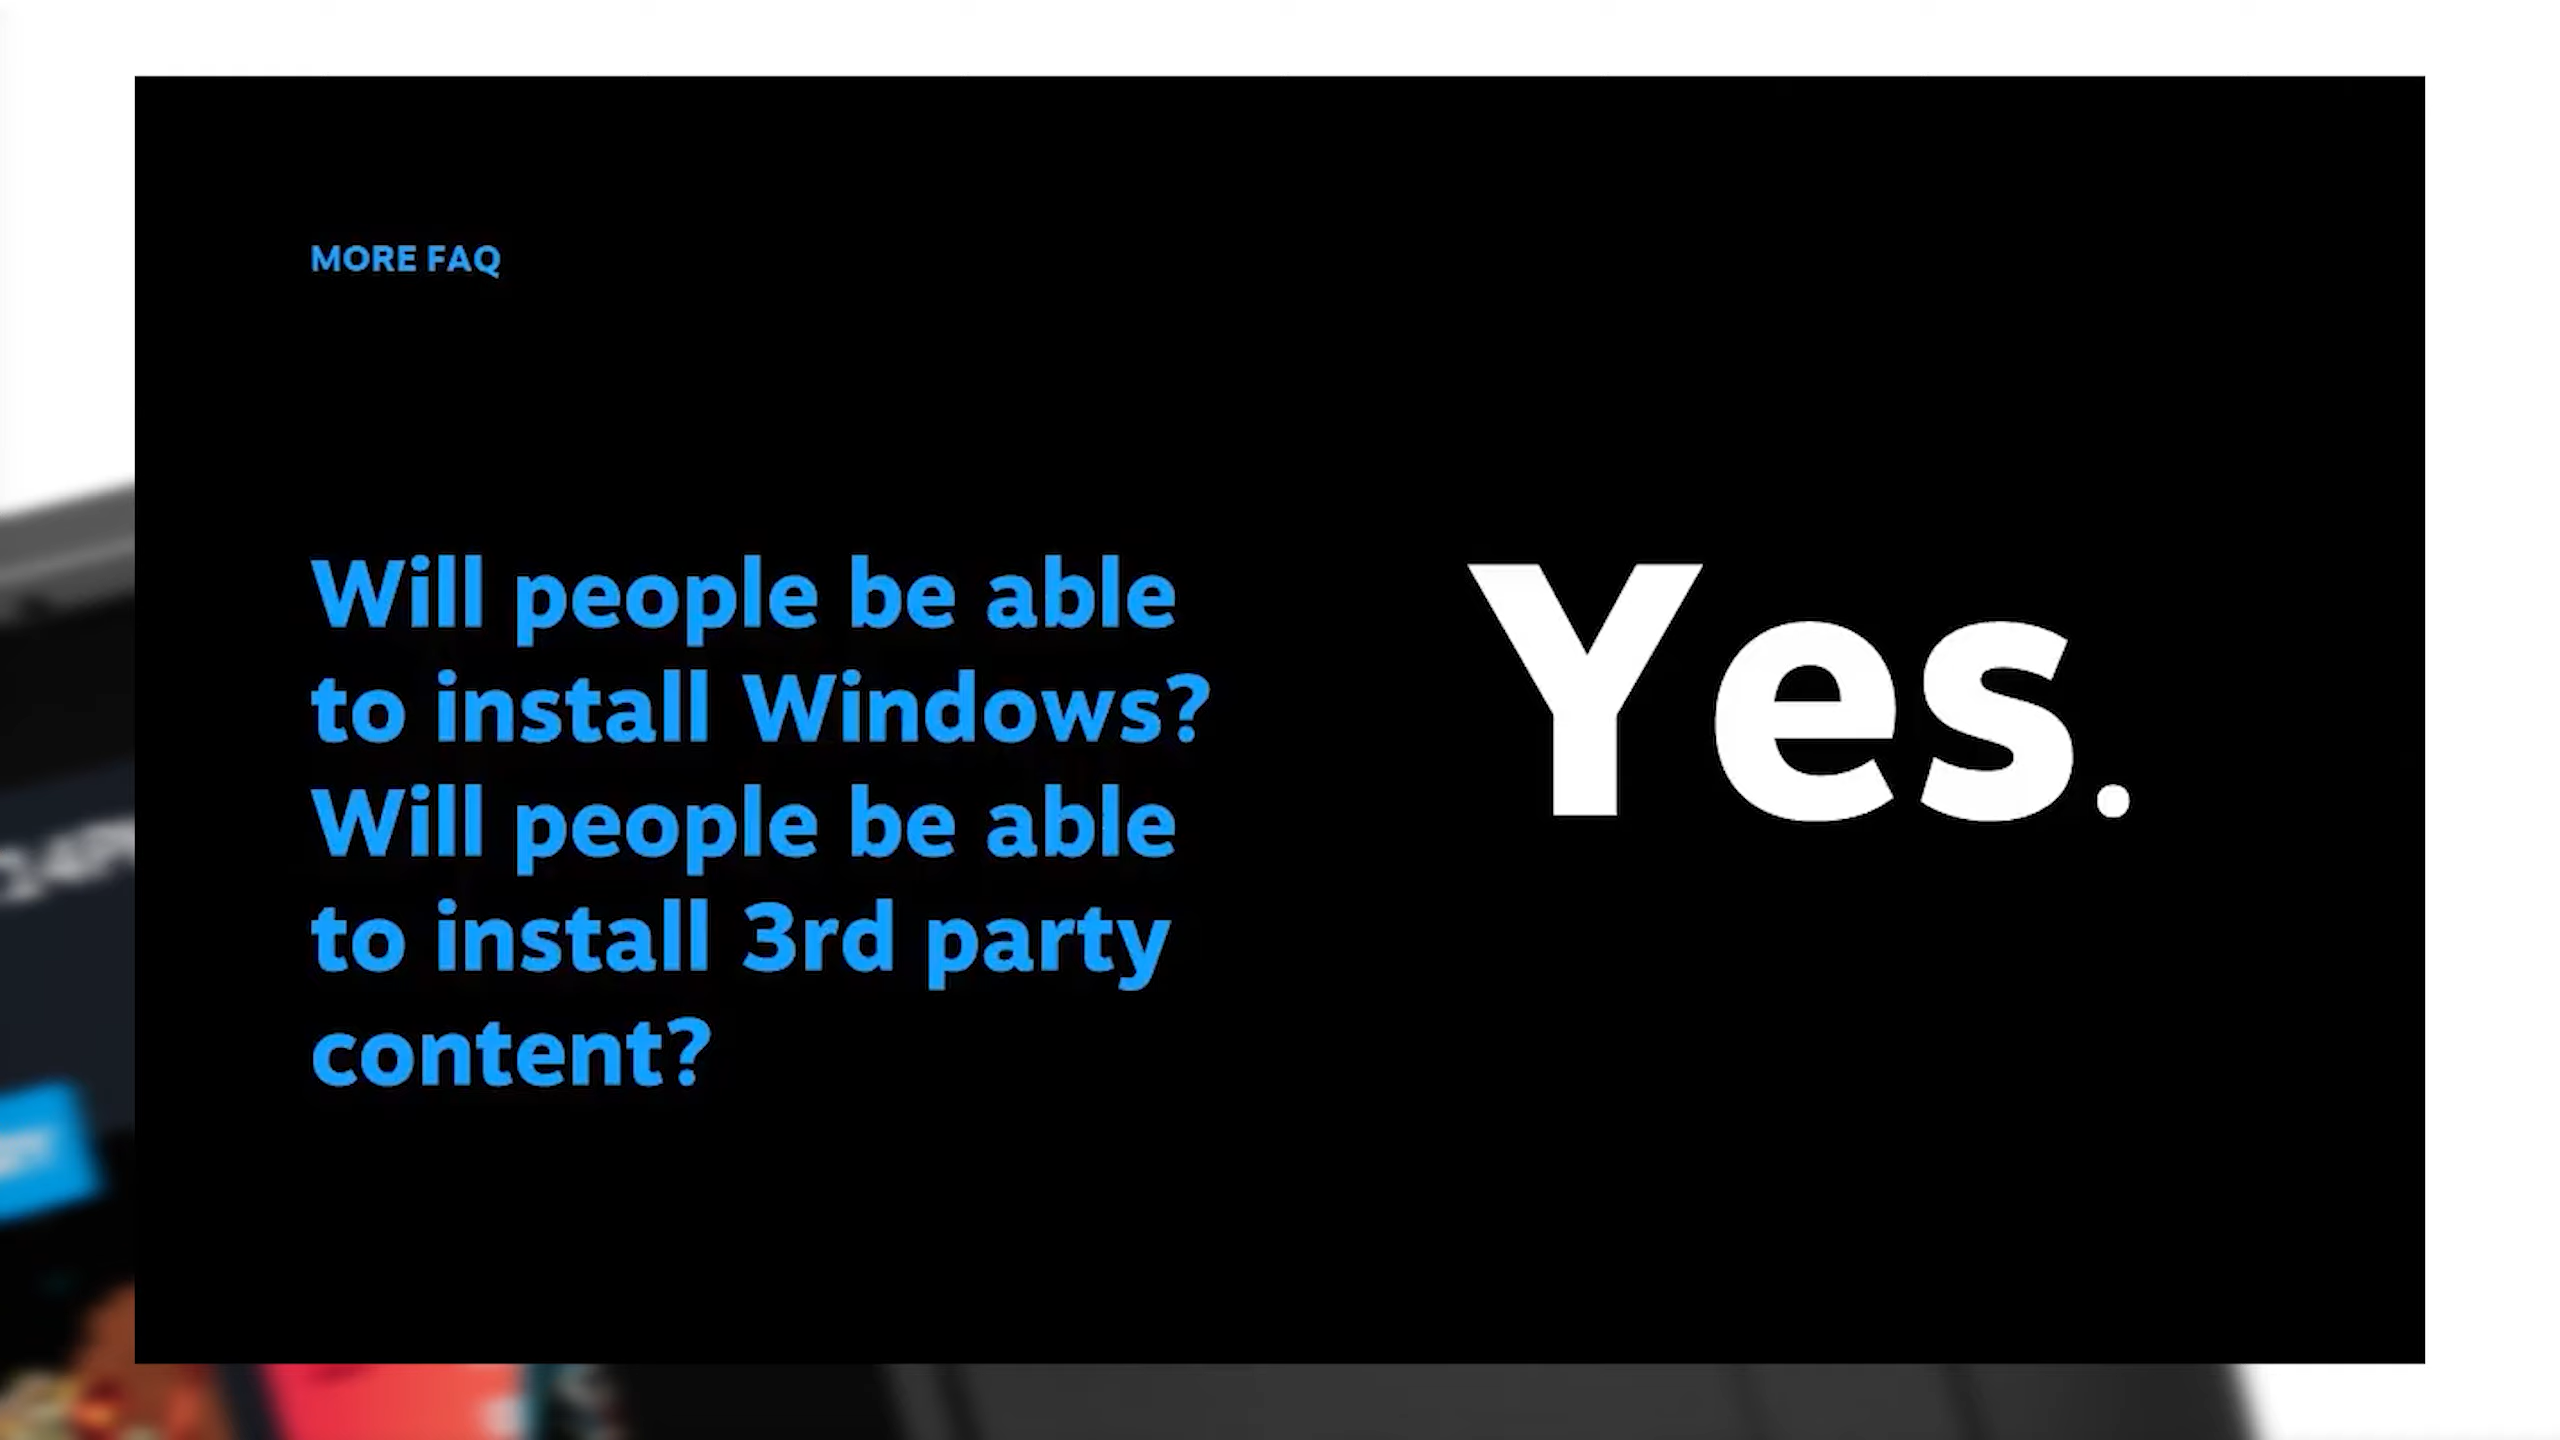 MORE FAQ
Will people be able
to install Windows?
Will people be able
to install 3rd party
content?
Yes.